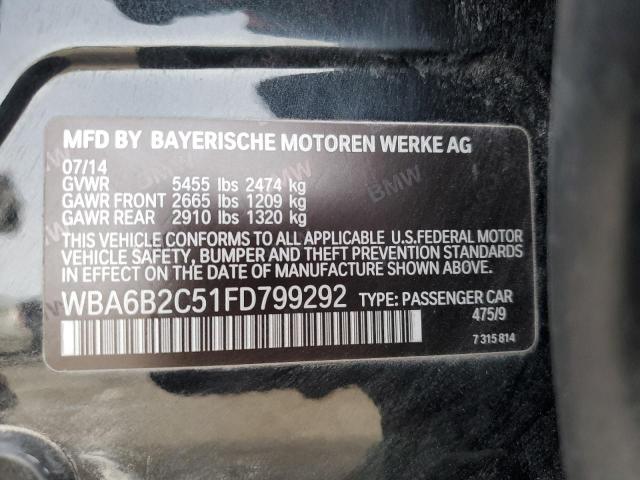 MFD BY BAYERISCHE MOTOREN WERKE AG
07/14
GVWR 5455 lbs 2474 kg
GAWR FRONT 2665 lbs 1209 kg
GAWR REAR 2910 lbs 1320 kg
THIS VEHICLE CONFORMS TO ALL APPLICABLE U.S.FEDERAL MOTOR
VEHICLE SAFETY, BUMPER AND THEFT PREVENTION STANDARDS
IN EFFECT ON THE DATE OF MANUFACTURE SHOWN ABOVE.
WBA6B2C51FD799292 TYPE: PASSENGER CAR
475/9
7 315 814
BMW